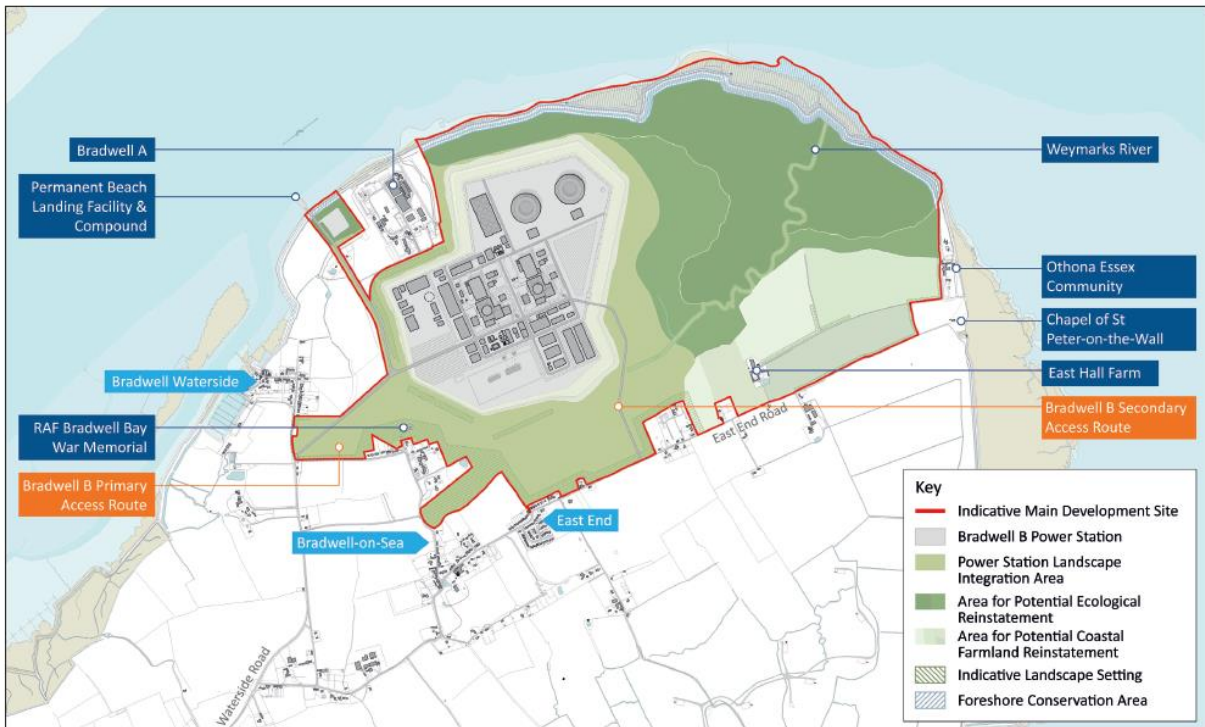 Bradwell A
Permanent Beach
Landing Facility &
Compound
Bradwell Waterside
RAF Bradwell Bay
War Memorial
Bradwell B Primary
Access Route
Bradwell-on-Sea
East End
Waterside Road
East End Road
Weymarks River
Othona Essex
Community
Chapel of St
Peter-on-the-Wall
East Hall Farm
Bradwell B Secondary
Access Route
Key
Indicative Main Development Site
Bradwell B Power Station
Power Station Landscape
Integration Area
Area for Potential Ecological
Reinstatement
Area for Potential Coastal
Farmland Reinstatement
Indicative Landscape Setting
Foreshore Conservation Area